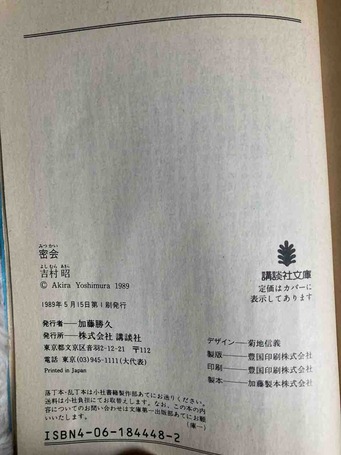 みつかい
密会
よしむら あきら
吉村 昭
© Akira Yoshimura 1989
1989年5月15日第1刷発行
発行者――加藤勝久
発行所――株式会社 講談社
東京都文京区音羽2-12-21 〒112
電話 東京(03)945-1111(大代表)
Printed in Japan
講談社文庫
定価はカバーに
表示してあります
デザイン――菊地信義
製版――豊国印刷株式会社
印刷――豊国印刷株式会社
製本――加藤製本株式会社
落丁本・乱丁本は小社書籍製作部あてにお送りください。
送料は小社負担にてお取替えします。なお、この本の内
容についてのお問い合わせは文庫第一出版部あてにお願
いいたします。
(庫一)
ISBN4-06-184448-2